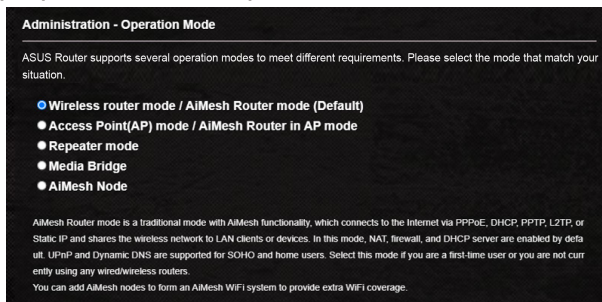 Administration - Operation Mode
ASUS Router supports several operation modes to meet different requirements. Please select the mode that match your
situation.
Wireless router mode / AiMesh Router mode (Default)
Access Point(AP) mode / AiMesh Router in AP mode
Repeater mode
Media Bridge
AiMesh Node
AiMesh Router mode is a traditional mode with AiMesh functionality, which connects to the Internet via PPPoE, DHCP, PPTP, L2TP, or
Static IP and shares the wireless network to LAN clients or devices. In this mode, NAT, firewall, and DHCP server are enabled by defa
ult. UPnP and Dynamic DNS are supported for SOHO and home users. Select this mode if you are a first-time user or you are not curr
ently using any wired/wireless routers.
You can add AiMesh nodes to form an AiMesh WiFi system to provide extra WiFi coverage.